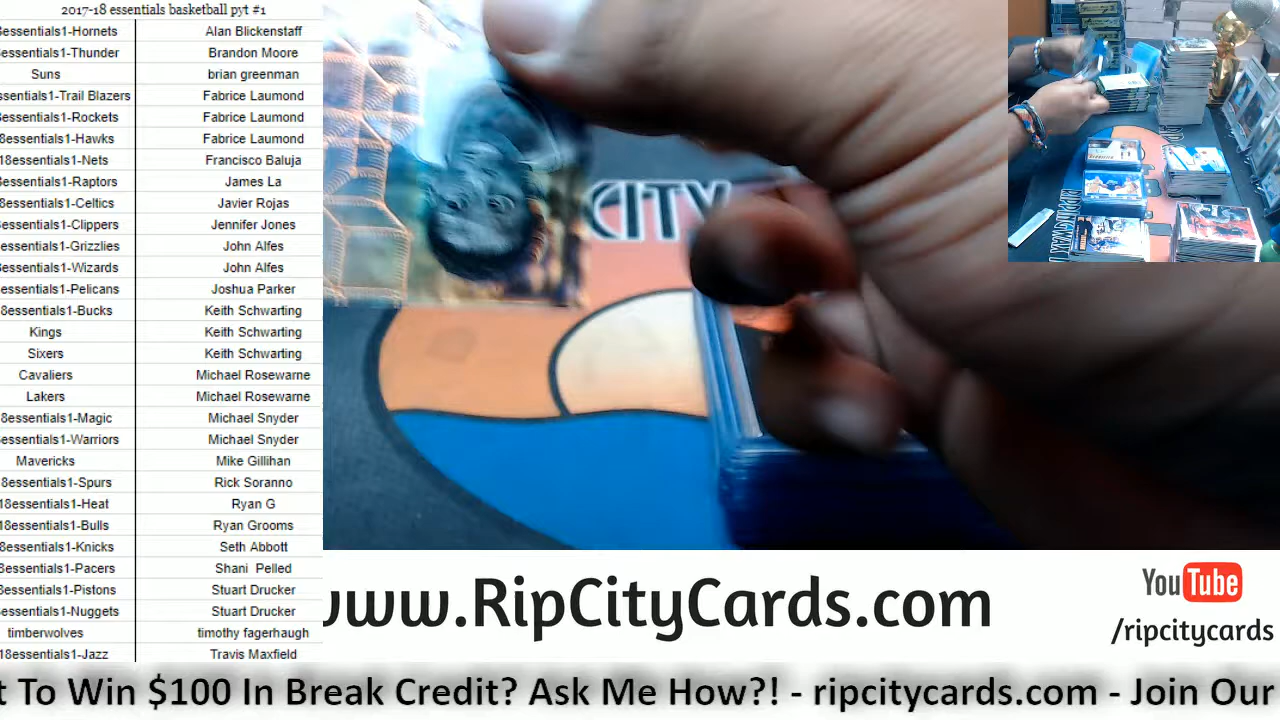 2017-18 essentials basketball pyt #1
8essentials1-Hornets Alan Blickenstaff
essentials1-Thunder Brandon Moore
Suns brian greenman
ssentials1-Trail Blazers Fabrice Laumond
essentials1-Rockets Fabrice Laumond
8essentials1-Hawks Fabrice Laumond
18essentials1-Nets Francisco Baluja
essentials1-Raptors James La
8essentials1-Celtics Javier Rojas
essentials1-Clippers Jennifer Jones
essentials1-Grizzlies John Alfes
essentials1-Wizards John Alfes
essentials1-Pelicans Joshua Parker
8essentials1-Bucks Keith Schwarting
Kings Keith Schwarting
Sixers Keith Schwarting
Cavaliers Michael Rosewarne
Lakers Michael Rosewarne
8essentials1-Magic Michael Snyder
essentials1-Warriors Michael Snyder
Mavericks Mike Gillihan
18essentials1-Spurs Rick Soranno
18essentials1-Heat Ryan G
18essentials1-Bulls Ryan Grooms
8essentials1-Knicks Seth Abbott
8essentials1-Pacers Shani Pelled
8essentials1-Pistons Stuart Drucker
essentials1-Nuggets Stuart Drucker
timberwolves timothy fagerhaugh
18essentials1-Jazz Travis Maxfield
CITY
www.RipCityCards.com
YouTube
/ripcitycards
t To Win $100 In Break Credit? Ask Me How?! - ripcitycards.com - Join Our